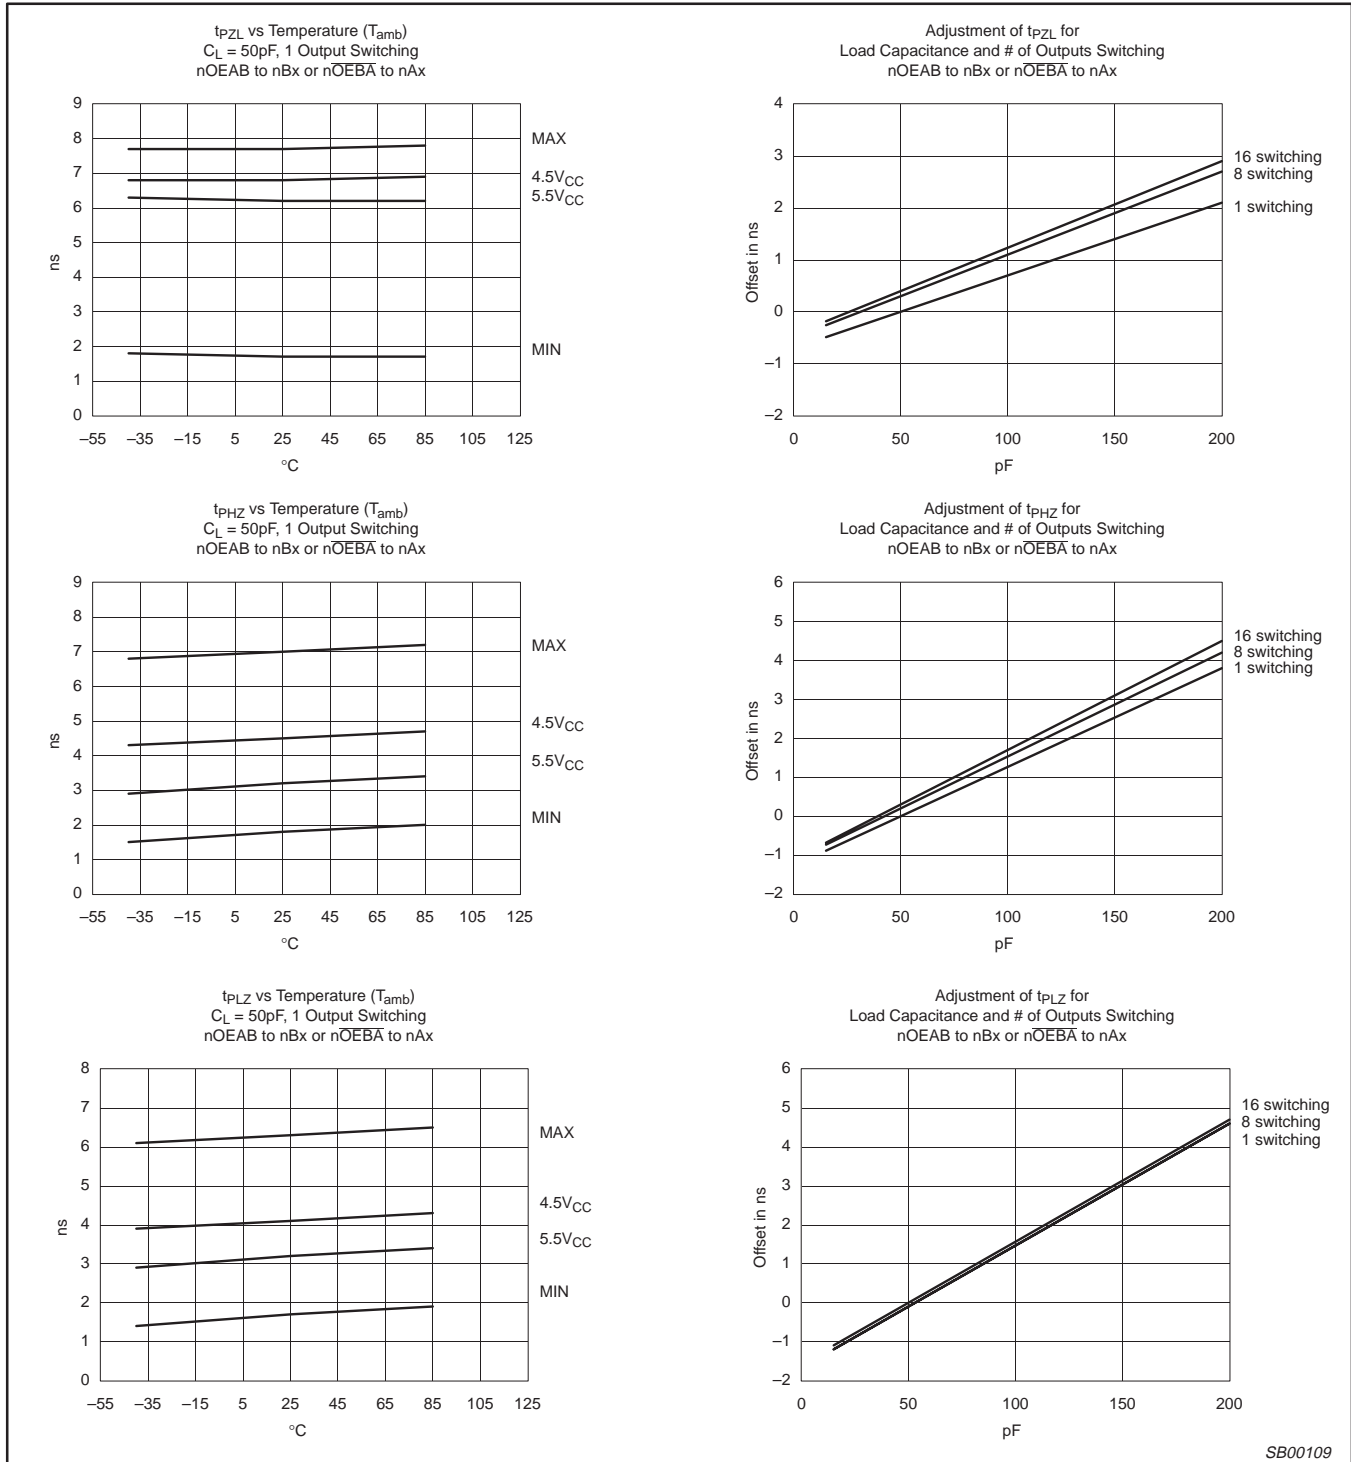 tPZL vs Temperature (Tamb)
CL = 50pF, 1 Output Switching
nOEAB to nBx or nOEBA to nAx
9
8
7
6
5
4
3
2
1
0
ns
MAX
4.5VCC
5.5VCC
MIN
–55 –35 –15 5 25 45 65 85 105 125
°C
Adjustment of tPZL for
Load Capacitance and # of Outputs Switching
nOEAB to nBx or nOEBA to nAx
4
3
2
1
0
–1
–2
Offset in ns
16 switching
8 switching
1 switching
0 50 100 150 200
pF
tPHZ vs Temperature (Tamb)
CL = 50pF, 1 Output Switching
nOEAB to nBx or nOEBA to nAx
9
8
7
6
5
4
3
2
1
0
ns
MAX
4.5VCC
5.5VCC
MIN
–55 –35 –15 5 25 45 65 85 105 125
°C
Adjustment of tPHZ for
Load Capacitance and # of Outputs Switching
nOEAB to nBx or nOEBA to nAx
6
5
4
3
2
1
0
–1
–2
Offset in ns
16 switching
8 switching
1 switching
0 50 100 150 200
pF
tPLZ vs Temperature (Tamb)
CL = 50pF, 1 Output Switching
nOEAB to nBx or nOEBA to nAx
8
7
6
5
4
3
2
1
0
ns
MAX
4.5VCC
5.5VCC
MIN
–55 –35 –15 5 25 45 65 85 105 125
°C
Adjustment of tPLZ for
Load Capacitance and # of Outputs Switching
nOEAB to nBx or nOEBA to nAx
6
5
4
3
2
1
0
–1
–2
Offset in ns
16 switching
8 switching
1 switching
0 50 100 150 200
pF
SB00109